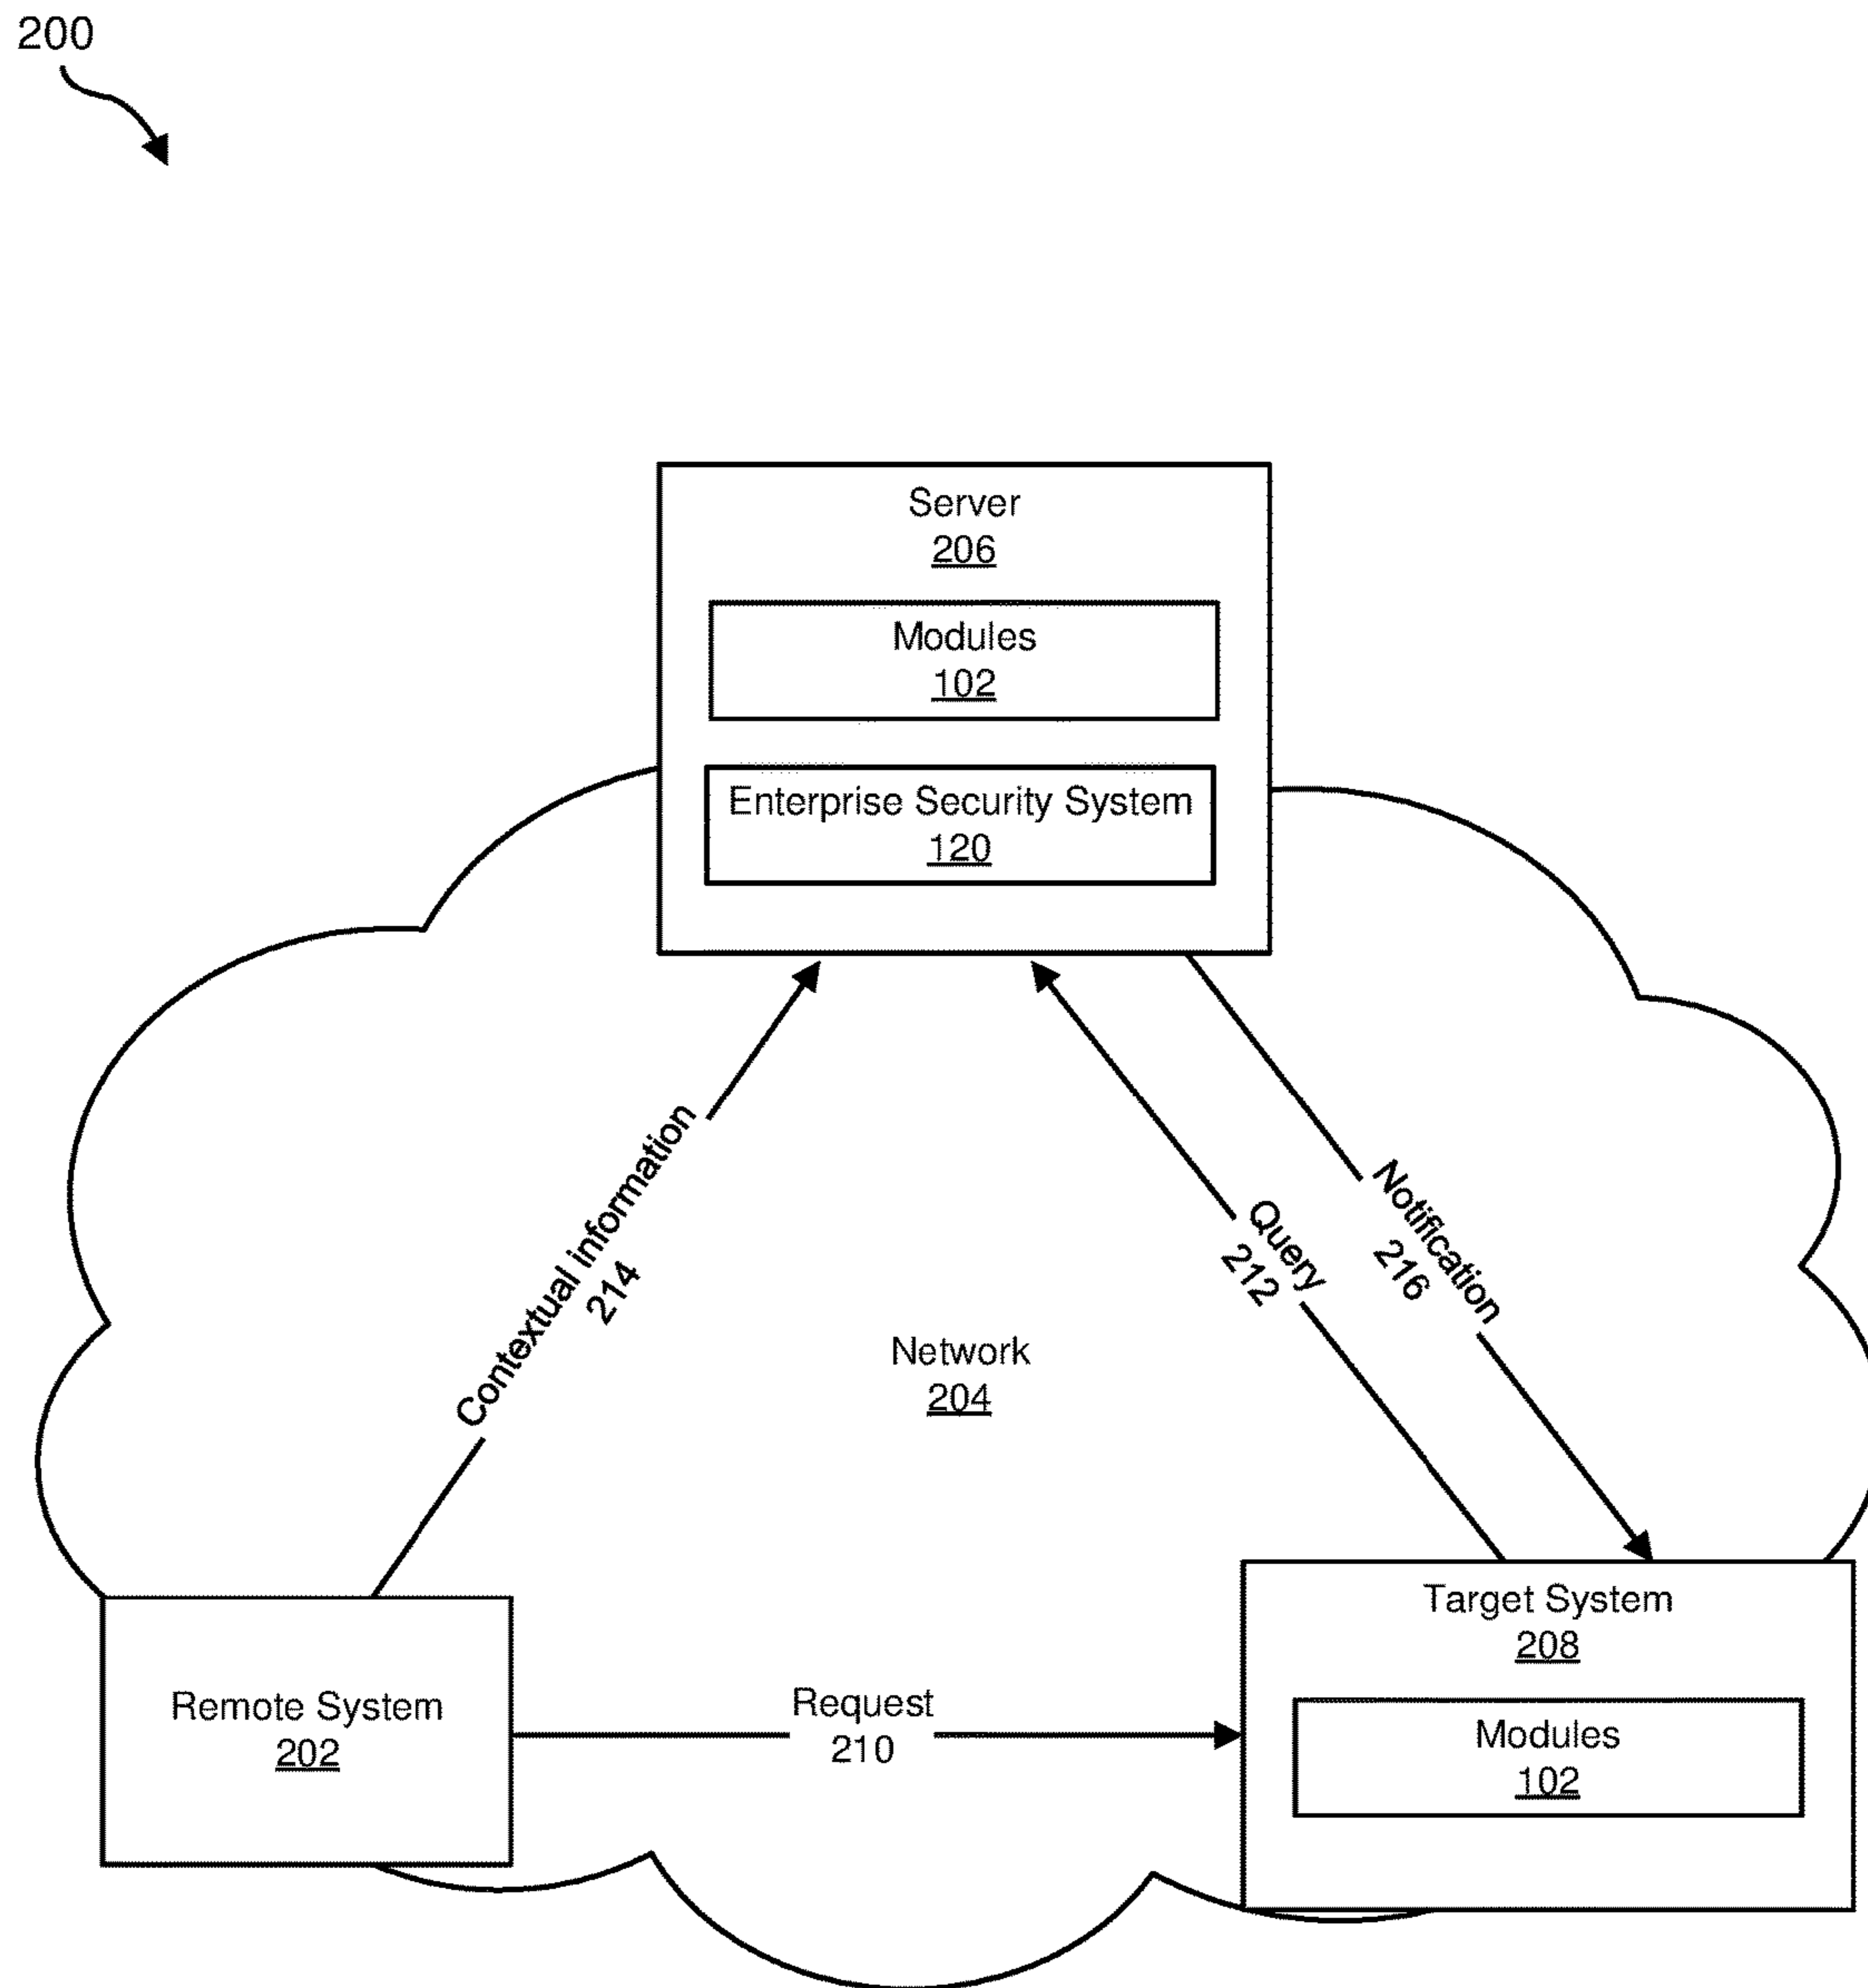 200
Server
206
Modules
102
Enterprise Security System
120
Contextual information
214
Query
212
Notification
216
Network
204
Remote System
202
Request
210
Target System
208
Modules
102